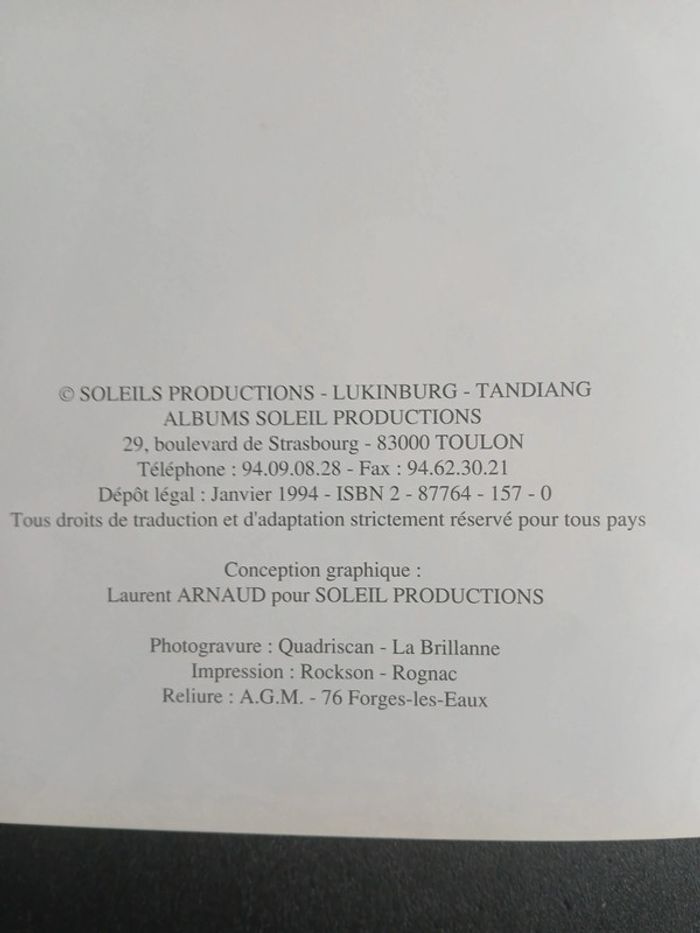 © SOLEILS PRODUCTIONS - LUKINBURG - TANDIANG
ALBUMS SOLEIL PRODUCTIONS
29, boulevard de Strasbourg - 83000 TOULON
Téléphone : 94.09.08.28 - Fax : 94.62.30.21
Dépôt légal : Janvier 1994 - ISBN 2 - 87764 - 157 - 0
Tous droits de traduction et d'adaptation strictement réservé pour tous pays
Conception graphique :
Laurent ARNAUD pour SOLEIL PRODUCTIONS
Photogravure : Quadriscan - La Brillanne
Impression : Rockson - Rognac
Reliure : A.G.M. - 76 Forges-les-Eaux